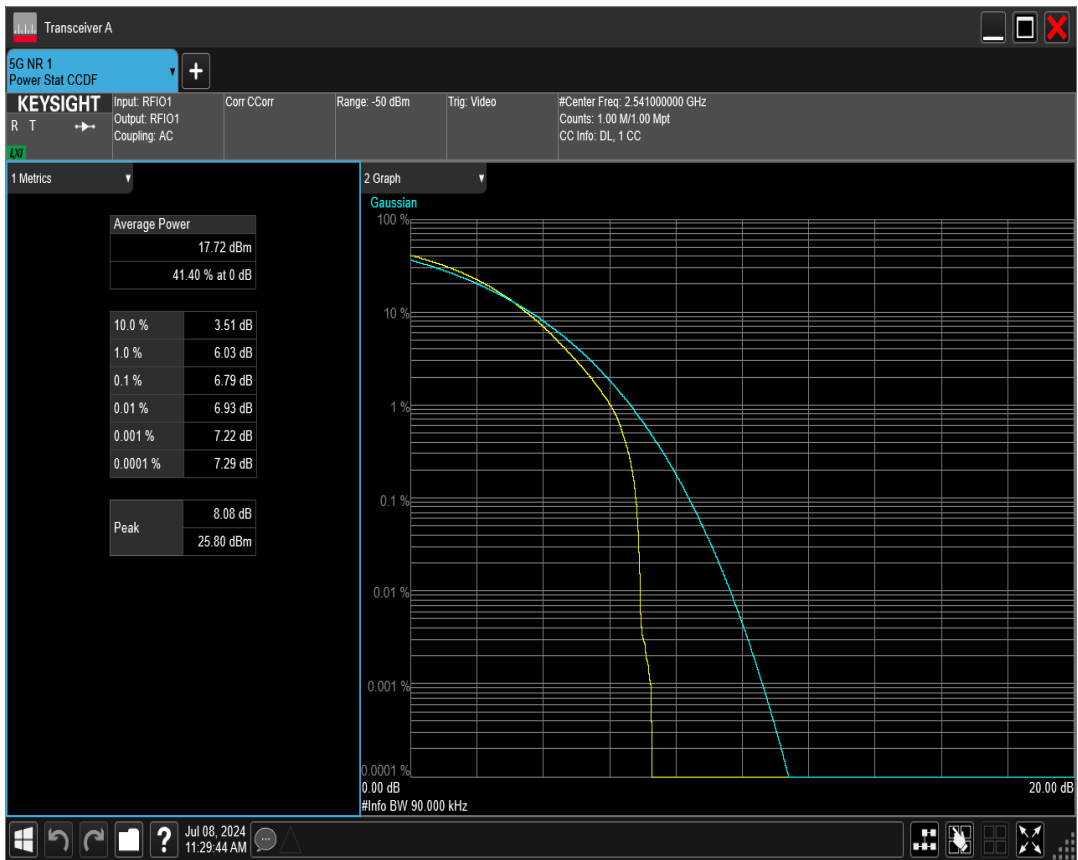 Transceiver A
5G NR 1
Power Stat CCDF
KEYSIGHT
R T
LXI
Input: RFIO1
Output: RFIO1
Coupling: AC
Corr CCorr
Range: -50 dBm
Trig: Video
#Center Freq: 2.541000000 GHz
Counts: 1.00 M/1.00 Mpt
CC Info: DL, 1 CC
1 Metrics
Average Power
17.72 dBm
41.40 % at 0 dB
10.0 % 3.51 dB
1.0 % 6.03 dB
0.1 % 6.79 dB
0.01 % 6.93 dB
0.001 % 7.22 dB
0.0001 % 7.29 dB
Peak
8.08 dB
25.80 dBm
2 Graph
Gaussian
100 %
10 %
1 %
0.1 %
0.01 %
0.001 %
0.0001 %
0.00 dB
20.00 dB
#Info BW 90.000 kHz
Jul 08, 2024
11:29:44 AM